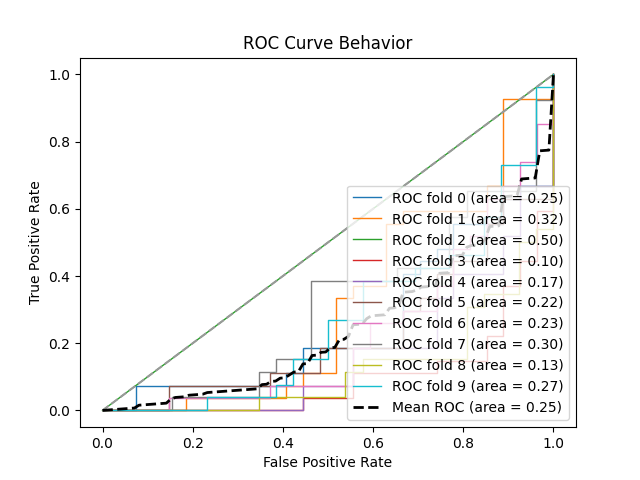 ROC Curve Behavior
True Positive Rate
1.0
0.8
0.6
0.4
0.2
0.0
ROC fold 0 (area = 0.25)
ROC fold 1 (area = 0.32)
ROC fold 2 (area = 0.50)
ROC fold 3 (area = 0.10)
ROC fold 4 (area = 0.17)
ROC fold 5 (area = 0.22)
ROC fold 6 (area = 0.23)
ROC fold 7 (area = 0.30)
ROC fold 8 (area = 0.13)
ROC fold 9 (area = 0.27)
Mean ROC (area = 0.25)
0.0 0.2 0.4 0.6 0.8 1.0
False Positive Rate